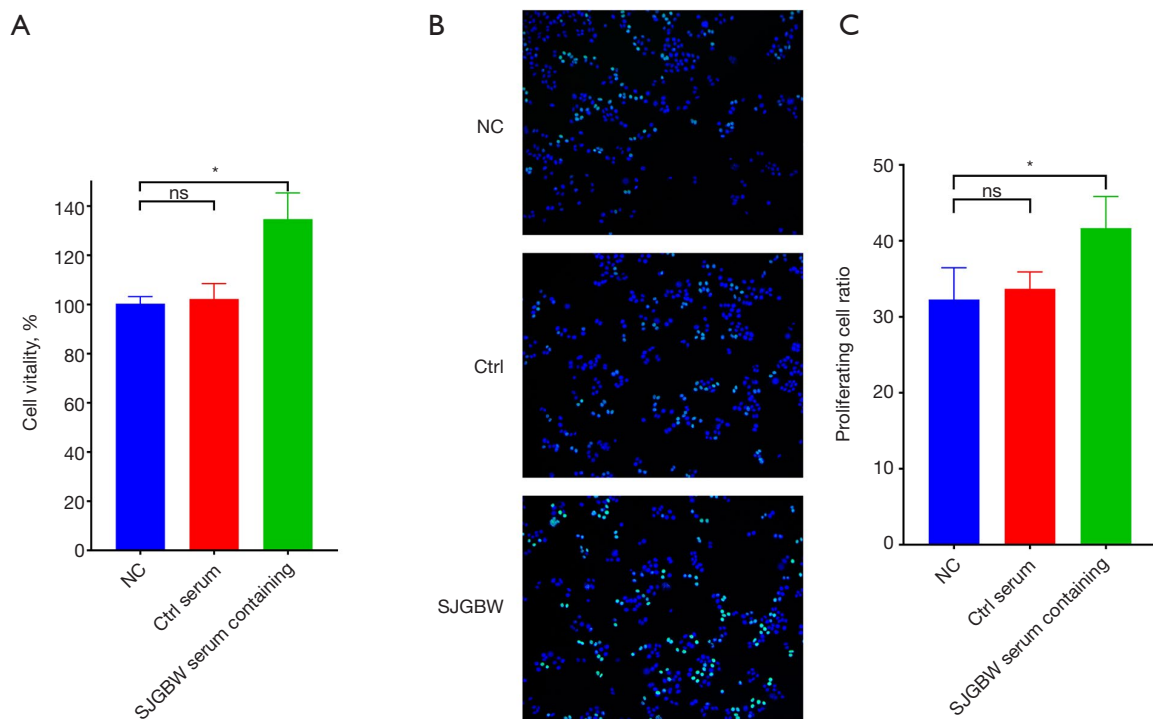 A
Cell vitality, %
140
120
100
80
60
40
20
0
*
ns
NC
Ctrl serum
SJGBW serum containing
B
NC
Ctrl
SJGBW
C
Proliferating cell ratio
50
40
30
20
10
0
*
ns
NC
Ctrl serum
SJGBW serum containing